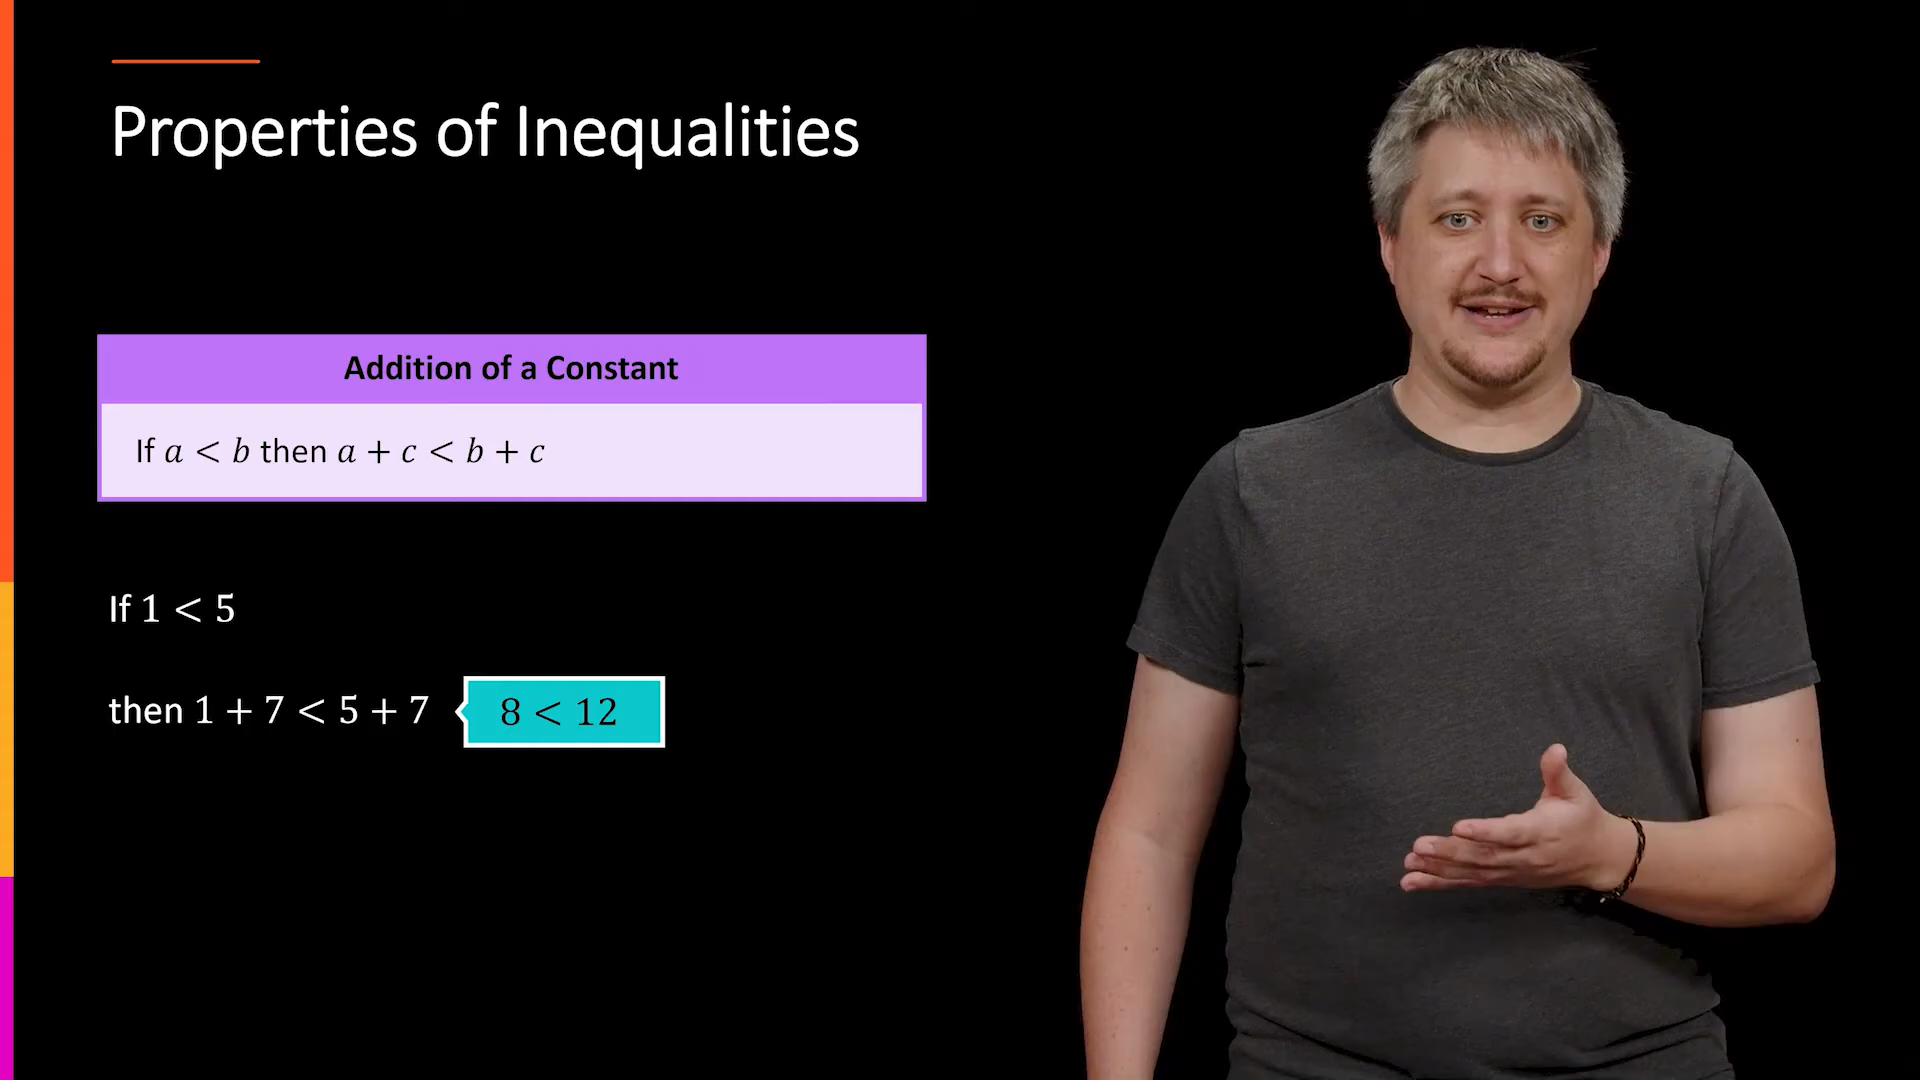 Properties of Inequalities
Addition of a Constant
If a < b then a + c < b + c
If 1 < 5
then 1 + 7 < 5 + 7
8 < 12